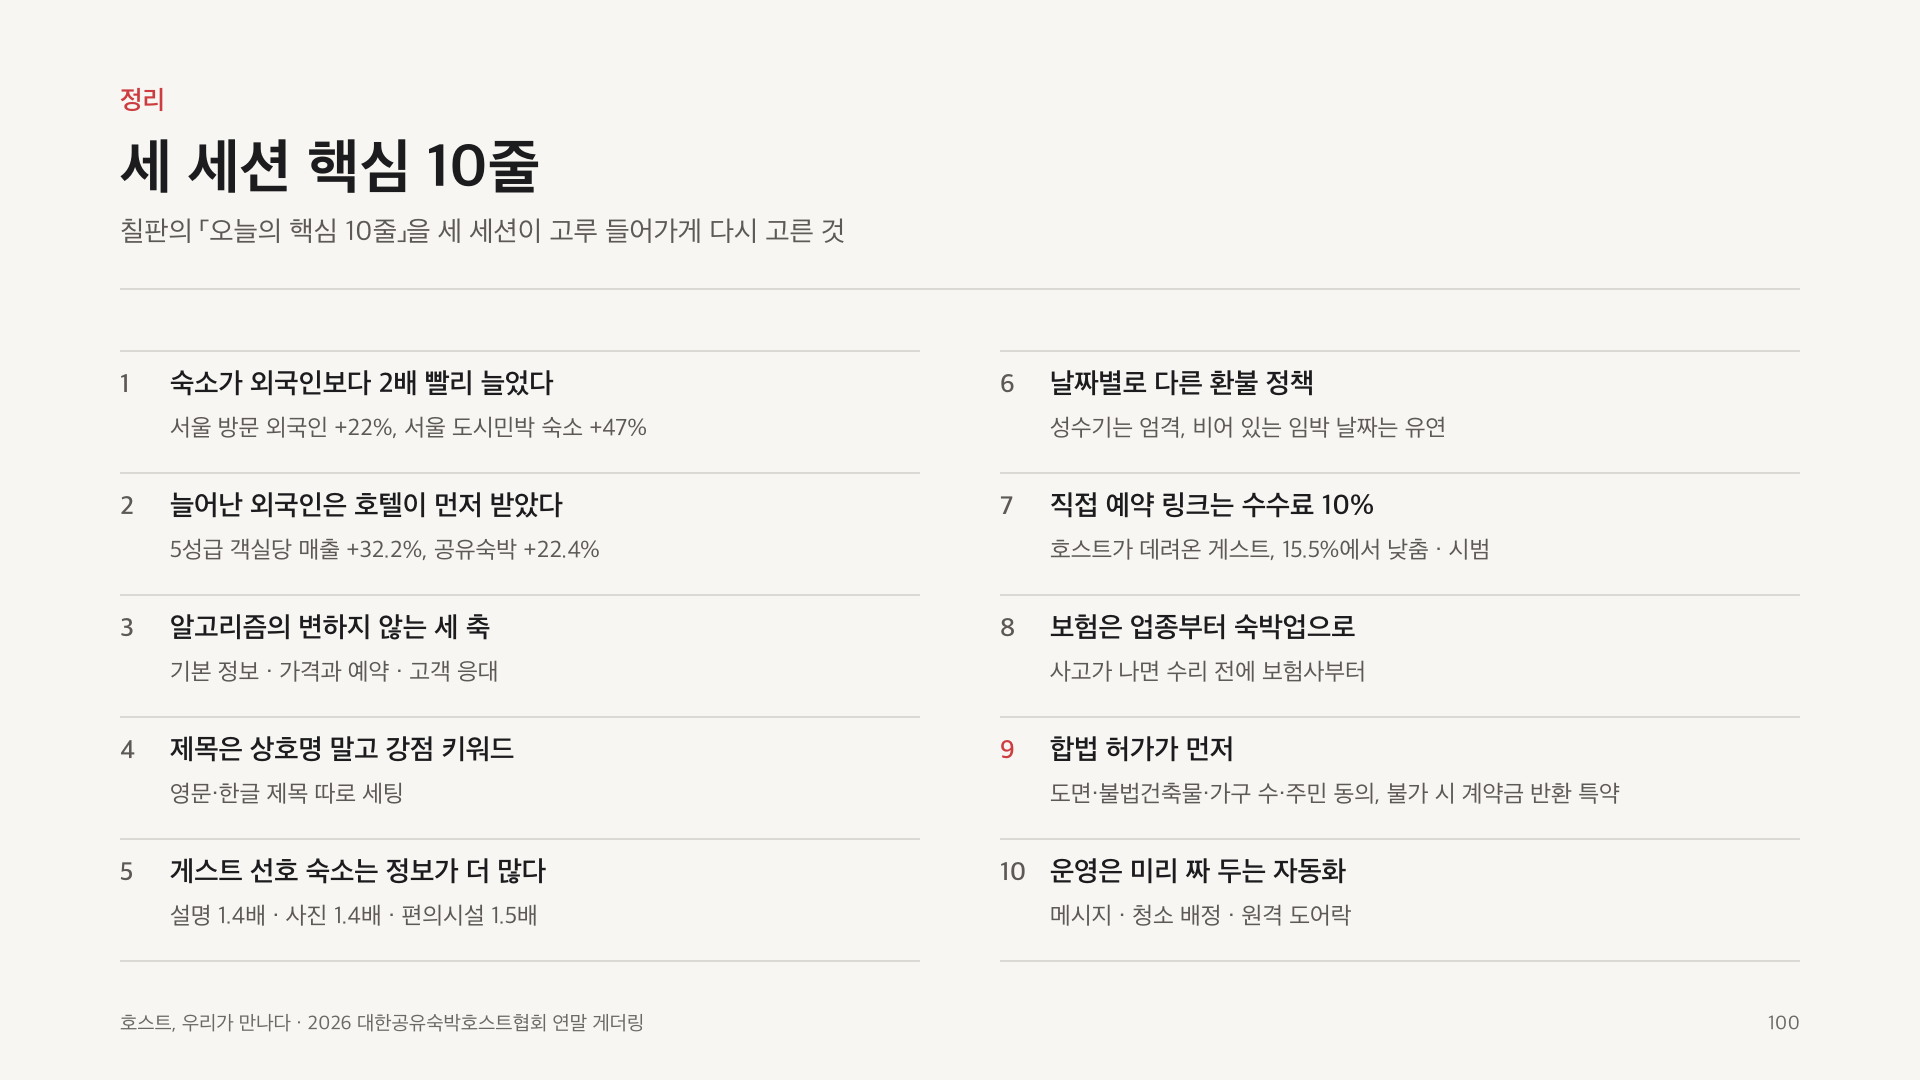 정리
세 세션 핵심 10줄
칠판의 「오늘의 핵심 10줄」을 세 세션이 고루 들어가게 다시 고른 것
1 숙소가 외국인보다 2배 빨리 늘었다
서울 방문 외국인 +22%, 서울 도시민박 숙소 +47%
2 늘어난 외국인은 호텔이 먼저 받았다
5성급 객실당 매출 +32.2%, 공유숙박 +22.4%
3 알고리즘의 변하지 않는 세 축
기본 정보 · 가격과 예약 · 고객 응대
4 제목은 상호명 말고 강점 키워드
영문·한글 제목 따로 세팅
5 게스트 선호 숙소는 정보가 더 많다
설명 1.4배 · 사진 1.4배 · 편의시설 1.5배
6 날짜별로 다른 환불 정책
성수기는 엄격, 비어 있는 임박 날짜는 유연
7 직접 예약 링크는 수수료 10%
호스트가 데려온 게스트, 15.5%에서 낮춤 · 시범
8 보험은 업종부터 숙박업으로
사고가 나면 수리 전에 보험사부터
9 합법 허가가 먼저
도면·불법건축물·가구 수·주민 동의, 불가 시 계약금 반환 특약
10 운영은 미리 짜 두는 자동화
메시지 · 청소 배정 · 원격 도어락
호스트, 우리가 만나다 · 2026 대한공유숙박호스트협회 연말 게더링
100